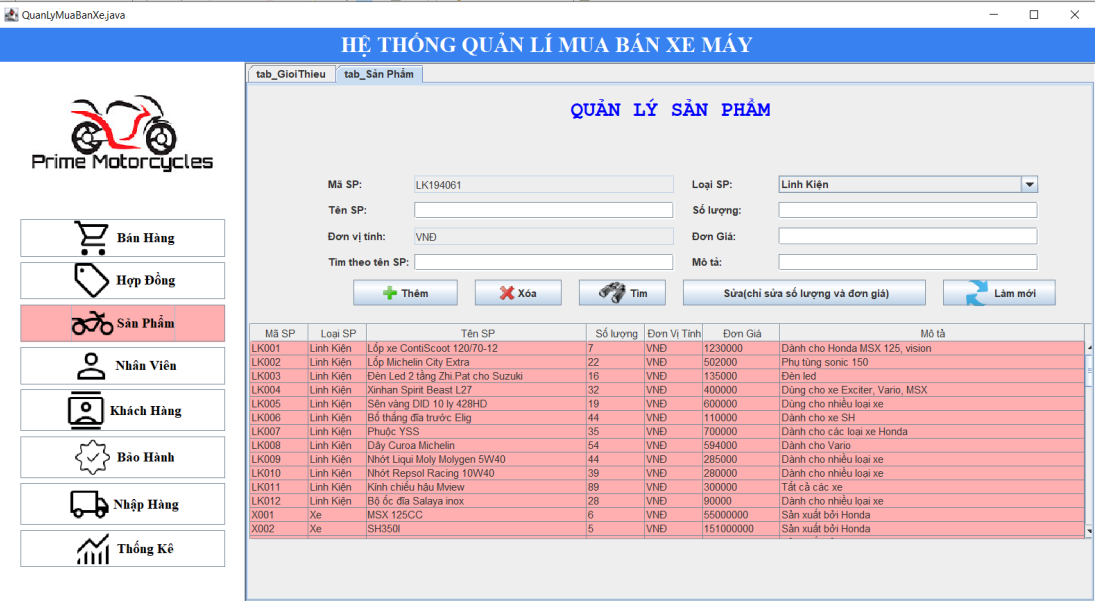 QuanLyMuaBanXe.java
HỆ THỐNG QUẢN LÍ MUA BÁN XE MÁY
Prime Motorcycles
Bán Hàng
Hợp Đồng
Sản Phẩm
Nhân Viên
Khách Hàng
Bảo Hành
Nhập Hàng
Thống Kê
tab_GioiThieu tab_Sản Phẩm
QUẢN LÝ SẢN PHẨM
Mã SP: LK194061 Loại SP: Linh Kiện
Tên SP: Số lượng:
Đơn vị tính: VNĐ Đơn Giá:
Tìm theo tên SP: Mô tả:
Thêm Xóa Tìm Sửa(chỉ sửa số lượng và đơn giá) Làm mới
Mã SP Loại SP Tên SP Số lượng Đơn Vị Tính Đơn Giá Mô tả
LK001 Linh Kiện Lốp xe ContiScoot 120/70-12 7 VNĐ 1230000 Dành cho Honda MSX 125, vision
LK002 Linh Kiện Lốp Michelin City Extra 22 VNĐ 502000 Phụ tùng sonic 150
LK003 Linh Kiện Đèn Led 2 tầng Zhi.Pat cho Suzuki 16 VNĐ 135000 Đèn led
LK004 Linh Kiện Xinhan Spirit Beast L27 32 VNĐ 400000 Dùng cho xe Exciter, Vario, MSX
LK005 Linh Kiện Sên vàng DID 10 ly 428HD 19 VNĐ 600000 Dùng cho nhiều loại xe
LK006 Linh Kiện Bố thắng đĩa trước Elig 44 VNĐ 110000 Dành cho xe SH
LK007 Linh Kiện Phuộc YSS 35 VNĐ 700000 Dành cho các loại xe Honda
LK008 Linh Kiện Dây Curoa Michelin 54 VNĐ 594000 Dành cho Vario
LK009 Linh Kiện Nhớt Liqui Moly Molygen 5W40 44 VNĐ 285000 Dành cho nhiều loại xe
LK010 Linh Kiện Nhớt Repsol Racing 10W40 39 VNĐ 280000 Dành cho nhiều loại xe
LK011 Linh Kiện Kính chiếu hậu Mview 89 VNĐ 300000 Tất cả các xe
LK012 Linh Kiện Bộ ốc đĩa Salaya inox 28 VNĐ 90000 Dành cho nhiều loại xe
X001 Xe MSX 125CC 6 VNĐ 55000000 Sản xuất bởi Honda
X002 Xe SH350I 5 VNĐ 151000000 Sản xuất bởi Honda